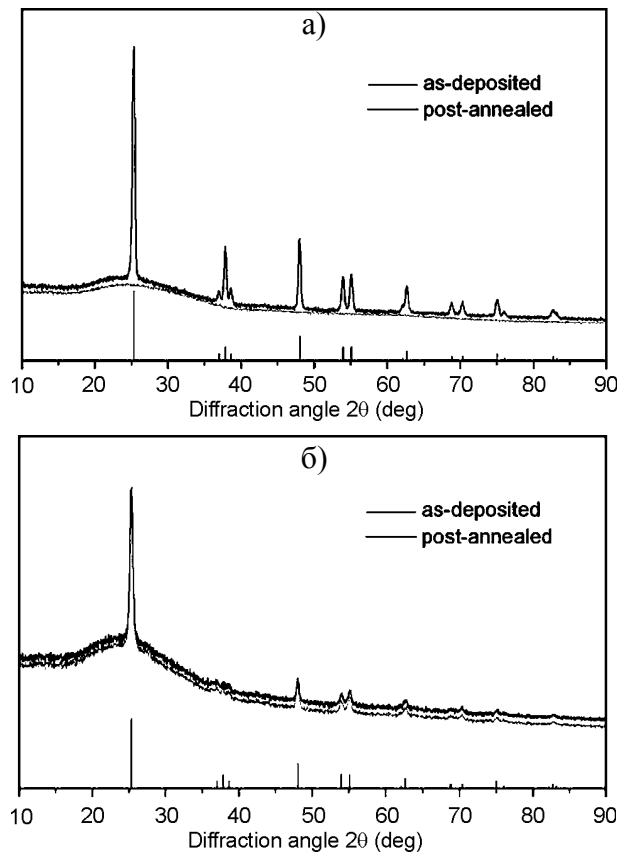 а)
as-deposited
post-annealed
10 20 30 40 50 60 70 80 90
Diffraction angle 2θ (deg)
б)
as-deposited
post-annealed
10 20 30 40 50 60 70 80 90
Diffraction angle 2θ (deg)